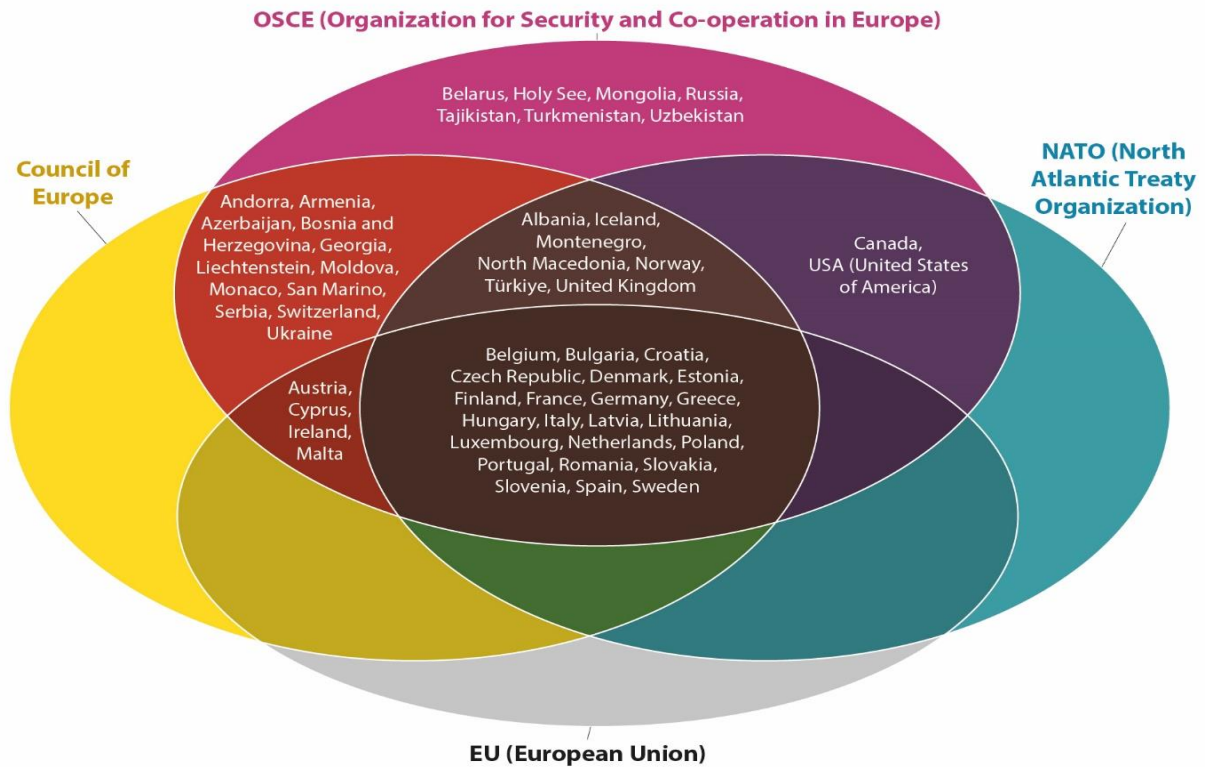 OSCE (Organization for Security and Co-operation in Europe)
Belarus, Holy See, Mongolia, Russia,
Tajikistan, Turkmenistan, Uzbekistan
Council of
Europe
NATO (North
Atlantic Treaty
Organization)
Andorra, Armenia,
Azerbaijan, Bosnia and
Herzegovina, Georgia,
Liechtenstein, Moldova,
Monaco, San Marino,
Serbia, Switzerland,
Ukraine
Albania, Iceland,
Montenegro,
North Macedonia, Norway,
Türkiye, United Kingdom
Canada,
USA (United States
of America)
Austria,
Cyprus,
Ireland,
Malta
Belgium, Bulgaria, Croatia,
Czech Republic, Denmark, Estonia,
Finland, France, Germany, Greece,
Hungary, Italy, Latvia, Lithuania,
Luxembourg, Netherlands, Poland,
Portugal, Romania, Slovakia,
Slovenia, Spain, Sweden
EU (European Union)